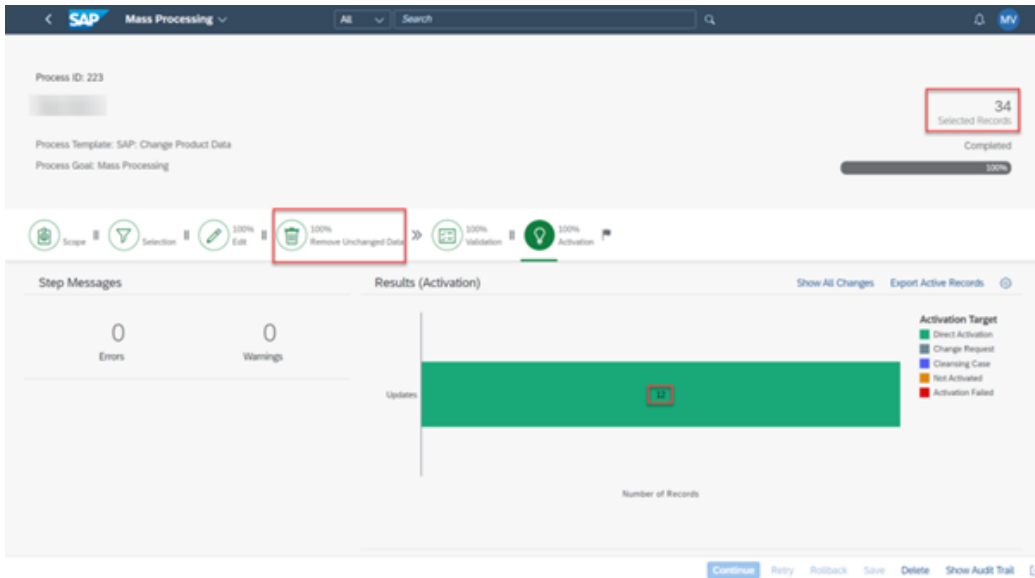 SAP Mass Processing All Search MV
Process ID: 223
34
Selected Records
Process Template: SAP: Change Product Data
Completed
Process Goal: Mass Processing
100%
Scope
Selection
100%
Edit
100%
Remove Unchanged Data
100%
Validation
100%
Activation
Step Messages
0
Errors
0
Warnings
Results (Activation)
Show All Changes Export Active Records
Activation Target
Direct Activation
Change Request
Cleansing Case
Not Activated
Activation Failed
Updates
12
Number of Records
Continue Retry Rollback Save Delete Show Audit Trail